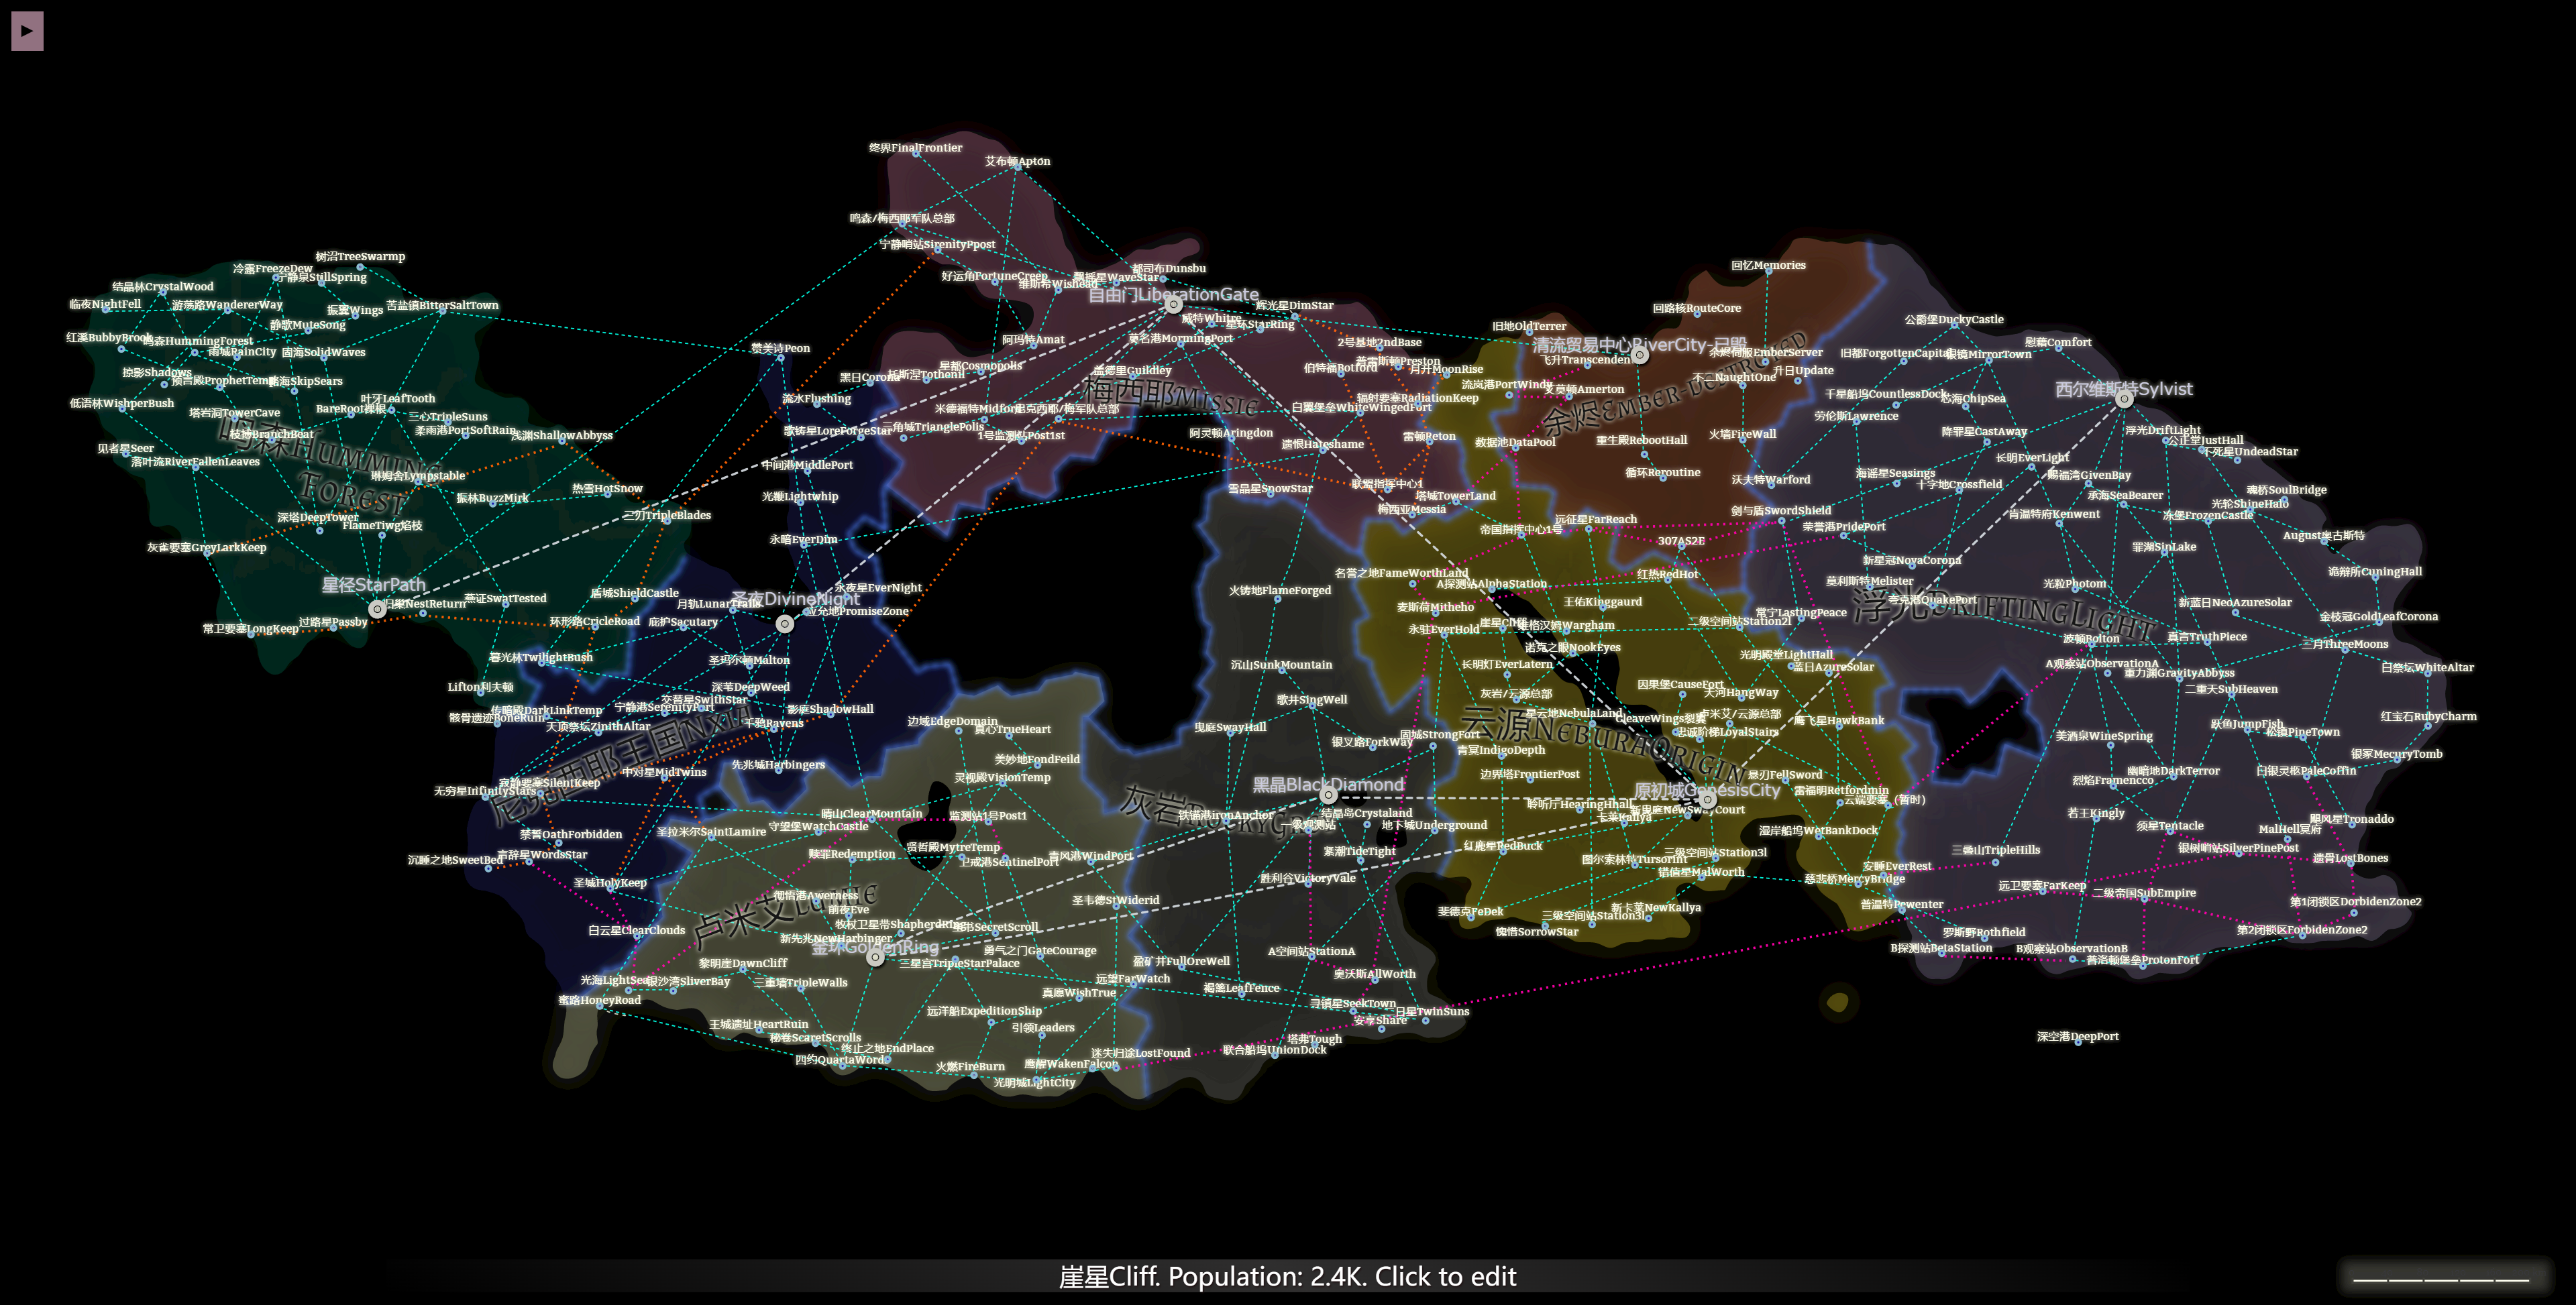 终界FinalFrontier
艾布顿Apton
鸣森/梅西耶军队总部
宁静哨站SirenityPpost
好运角FortuneCreep
维斯希Wishead
飘摇星WaveStar
都司布Dunsbu
自由门LiberationGate
辉光星DimStar
威特Whitre
星环StarRing
莫名港MormingPort
阿玛特Amat
盖德里Guildley
星都Cosmopolis
托斯涅Tothenil
黑日Corona
梅西耶Missie
三角城TrianglePolis
1号监测站Post1st
白翼堡垒WhiteWingedFort
阿灵顿Aringdon
遗恨Hateshame
雪晶星SnowStar
2号基地2ndBase
普雷斯顿Preston
伯特福Botford
月升MoonRise
辐射要塞RadiationKeep
雷顿Reton
联盟指挥中心1
梅西亚Messia
塔城TowerLand
树沼TreeSwarmp
冷露FreezeDew
宁静泉StillSpring
结晶林CrystalWood
临夜NightFell
游荡路WandererWay
振翼Wings
苦盐镇BitterSaltTown
静歌MuteSong
红溪BubbyBrook
鸣森HummingForest
雨城RainCity
固海SolidWaves
掠影Shadows
预言殿ProphetTemp
低语林WishperBush
叶牙LeafTooth
塔岩洞TowerCave
BareRoot裸根
三心TripleSuns
柔雨港PortSoftRain
枝搏BranchBeat
浅渊ShallowAbyss
见者星Seer
落叶流RiverFallenLeaves
鸣森Humming
Forest
琳姆舍Lympstable
振林BuzzMirk
热雪HotSnow
三刃TripleBlades
深塔DeepTower
FlameTiwg焰枝
灰雀要塞GreyLarkKeep
星径StarPath
归巢NestReturn
燕证SwatTested
过路星Passby
常卫要塞LongKeep
Lifton利夫顿
赞美诗Peon
流水Flushing
歌铸星LoreForgeStar
中间港MiddlePort
光鞭Lightwhip
永暗EverDim
永夜星EverNight
圣夜DivineNight
应允地PromiseZone
盾城ShieldCastle
环形路CricleRoad
庇护Sacutary
暮光林TwilightBush
圣玛尔顿Malton
深苇DeepWeed
交替星SwithStar
宁静港SerenityPort
影庭ShadowHall
千鸦Ravens
传暗殿DarkLinkTemp
骸骨遗迹BoneRuin
天顶祭坛ZenithAltar
先兆城Harbingers
中对星MidTwins
寂静要塞SilentKeep
无穷星InfinityStars
禁誓OathForbidden
言辞星WordsStar
沉睡之地SweetBed
圣城HolyKeep
白云星ClearClouds
光海LightSea
银沙湾SliverBay
蜜路HoneyRoad
边域EdgeDomain
真心TrueHeart
美妙地FondFeild
灵视殿VisionTemp
晴山ClearMountain
监测站1号Post1
守望堡WatchCastle
圣拉米尔SaintLamire
赎罪Redemption
贤哲殿MytreTemp
卫戒港SentinelPort
青风港WindPort
彻悟港Awerness
前夜Eve
卢米艾Lumie
圣韦德StWiderid
新先兆NewHarbinger
金环GoldenRing
三星宫TripleStarPalace
勇气之门GateCourage
黎明崖DawnCliff
三重墙TripleWalls
远望FarWatch
真愿WishTrue
远洋船ExpeditionShip
王城遗址HeartRuin
引领Leaders
秘卷ScaretScrolls
终止之地EndPlace
四约QuartaWord
火燃FireBurn
鹰醒WakenFalcon
光明城LightCity
迷失归途LostFound
火铸地FlameForged
沉山SunkMountain
歌井SingWell
曳庭SwayHall
银叉路ForkWay
固城StrongFort
黑晶BlackDiamond
铁锚港IronAnchor
结晶岛Crystaland
地下城Underground
紧潮TideTight
胜利谷VictoryVale
A空间站StationA
盈矿井FullOreWell
褐篱LeafFence
奥沃斯AllWorth
寻镇星SeekTown
日星TwinSuns
安享Share
塔弗Tough
联合船坞UnionDock
回忆Memories
回路核RouteCore
旧地OldTerrer
清流贸易中心RiverCity-已毁
飞升Transcendent
余烬伺服EmberServer
升日Update
不二NaughtOne
流岚港PortWindy
艾莫顿Amerton
余烬Ember-Destroyed
数据池DataPool
重生殿RebootHall
火墙FireWall
循环Reroutine
沃夫特Warford
剑与盾SwordShield
远征星FarReach
帝国指挥中心1号
307AS2E
红热RedHot
名誉之地FameWorthLand
A探测站AlphaStation
麦斯荷Mitheho
王佑Kinggaurd
永驻EverHold
崖星Cliff
维格汉姆Wargham
二级空间站Station2l
诺克之眼NookEyes
光明殿堂LightHall
蓝日AzureSolar
长明灯EverLatern
灰岩/云源总部
因果堡CauseFort
天河HangWay
星云地NebulaLand
CleaveWings裂翼
卢米艾/云源总部
忠诚阶梯LoyalStairs
鹰飞星HawkBank
云源NeburaOrigin
青冥IndigoDepth
边界塔FrontierPost
悬刃FellSword
原初城GenesisCity
雷福明Retfordmin
云端要塞（暂时）
聆听厅HearingHhall
新曳庭NewSwayCourt
卡莱Kallya
湿岸船坞WetBankDock
红鹿星RedBuck
图尔索林特Tursorint
三级空间站Station3l
错值星MalWorth
安睡EverRest
慈悲桥MercyBridge
斐德克FeDek
三级空间站Station3l
新卡莱NewKallya
愧惜SorrowStar
普温特Pewenter
公爵堡DuckyCastle
旧都ForgottenCapital
银镜MirrorTown
慰藉Comfort
西尔维斯特Sylvist
千星船坞CountlessDock
芯海ChipSea
劳伦斯Lawrence
降罪星CastAway
浮光DriftLight
公正堂JustHall
不死星UndeadStar
长明EverLight
海谣星Seasings
十字地Crossfield
赐福湾GivenBay
承海SeaBearer
魂桥SoulBridge
光轮ShineHalo
肯温特府Kenwent
冻堡FrozenCastle
荣誉港PridePort
August奥古斯特
罪湖SinLake
新星冠NovaCorona
诡辩所CuningHall
莫利斯特Melister
光粒Photom
夸克港QuakePort
新蓝日NeoAzureSolar
金枝冠GoldLeafCorona
常宁LastingPeace
浮光DriftingLight
波顿Bolton
真言TruthPiece
三月ThreeMoons
A观察站ObservationA
重力渊GravityAbbyss
白祭坛WhiteAltar
二重天SubHeaven
跃鱼JumpFish
松镇PineTown
红宝石RubyCharm
美酒泉WineSpring
银冢MecuryTomb
烈焰Framencco
幽暗地DarkTerror
白银灵柩PaleCoffin
若王Kingly
须星Tentacle
飓风星Tronaddo
MalHell冥府
三叠山TripleHills
银树哨站SilverPinePost
遗骨LostBones
远卫要塞FarKeep
二级帝国SubEmpire
第1闭锁区DorbidenZone2
罗斯野Rothfield
第2闭锁区ForbidenZone2
B探测站BetaStation
B观察站ObservationB
普洛顿堡垒ProtonFort
深空港DeepPort
崖星Cliff. Population: 2.4K. Click to edit